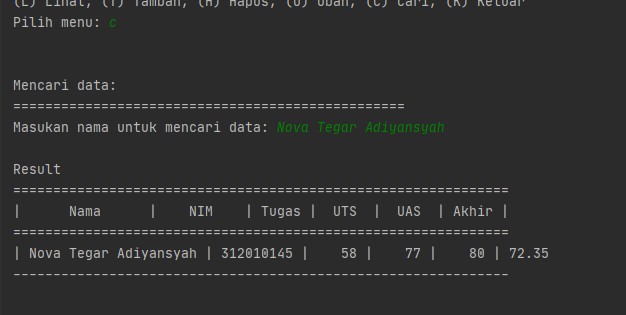 (L) Lihat, (T) Tambah, (H) Hapus, (U) Ubah, (C) Cari, (K) Keluar
Pilih menu: c
Mencari data:
=================================================
Masukan nama untuk mencari data: Nova Tegar Adiyansyah
Result
==============================================================
|      Nama      |    NIM    | Tugas |  UTS  |  UAS  | Akhir |
==============================================================
| Nova Tegar Adiyansyah | 312010145 |    58 |    77 |    80 | 72.35
--------------------------------------------------------------